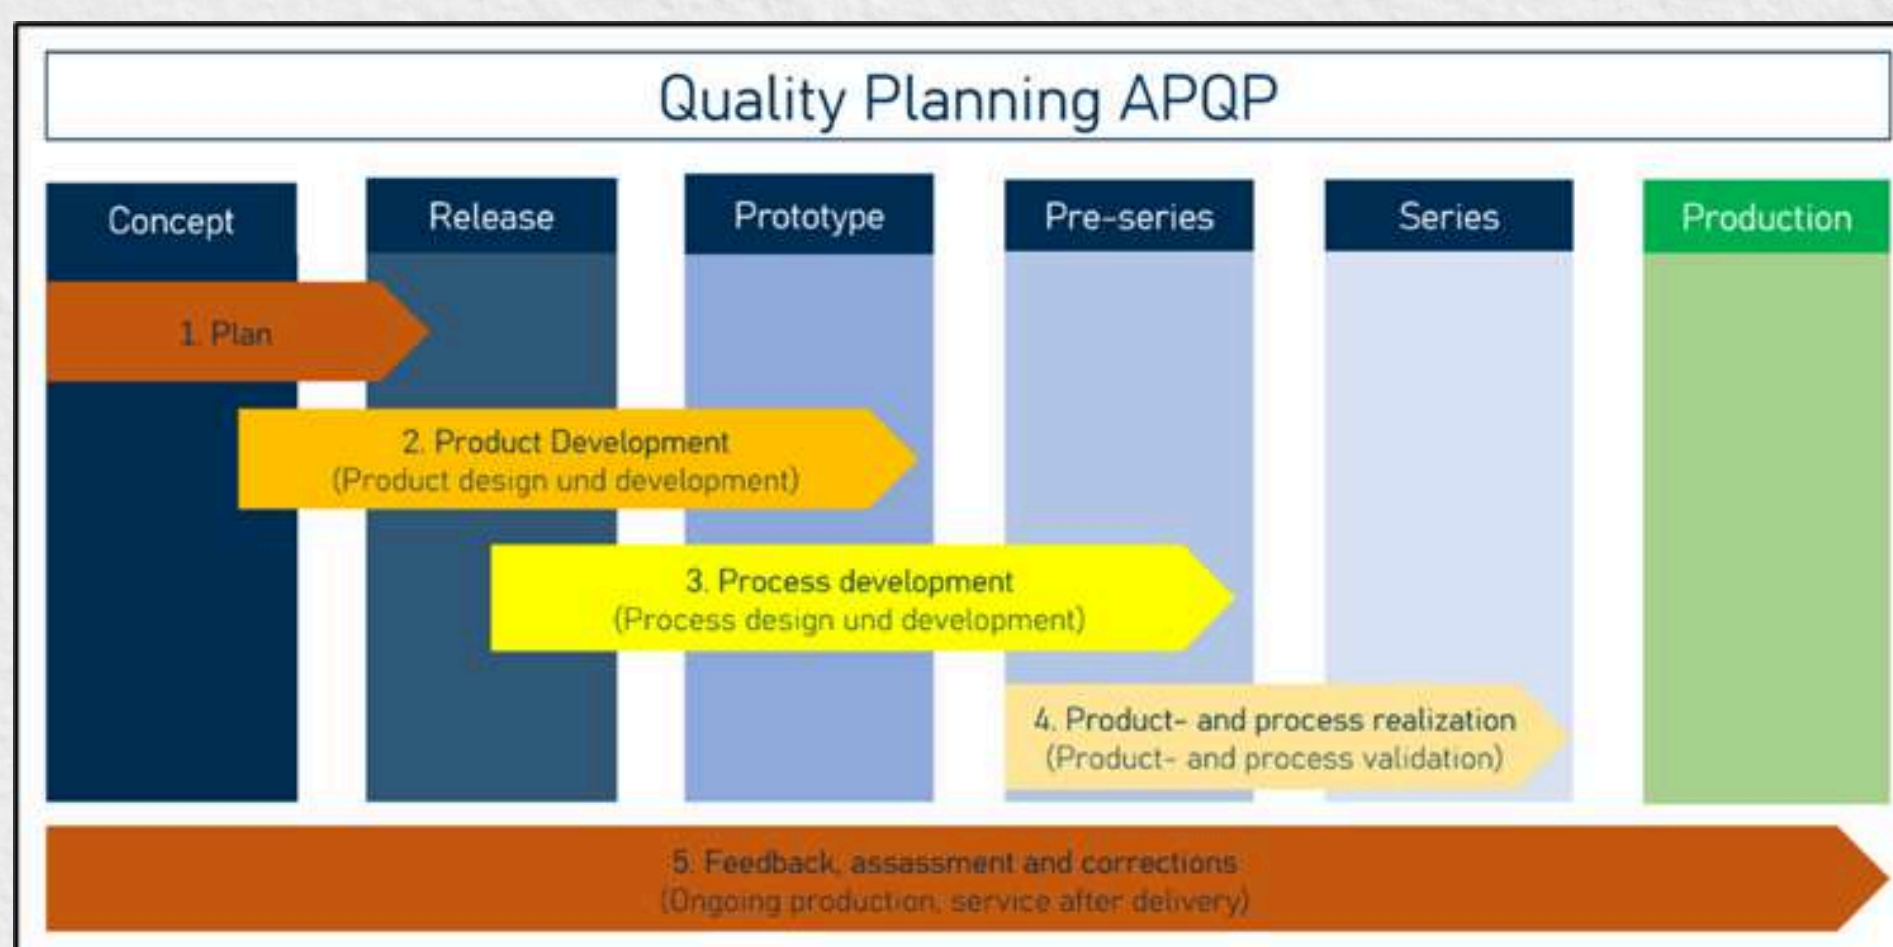 Quality Planning APQP
Concept
Release
Prototype
Pre-series
Series
Production
1. Plan
2. Product Development
(Product design und development)
3. Process development
(Process design und development)
4. Product- and process realization
(Product- and process validation)
5. Feedback, assassment and corrections
(Ongoing production, service after delivery)